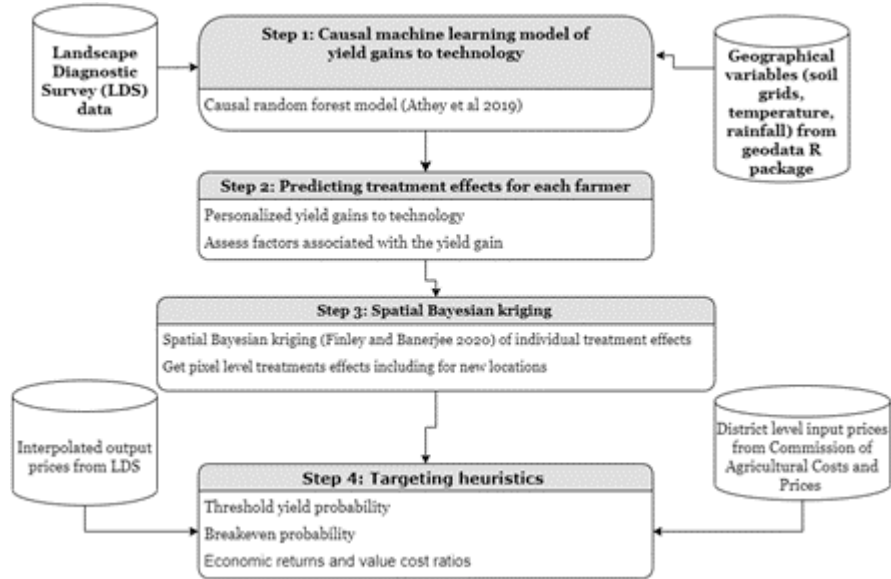 Landscape
Diagnostic
Survey (LDS)
data
Step 1: Causal machine learning model of
yield gains to technology
Causal random forest model (Athey et al 2019)
Geographical
variables (soil
grids,
temperature,
rainfall) from
geodata R
package
Step 2: Predicting treatment effects for each farmer
Personalized yield gains to technology
Assess factors associated with the yield gain
Step 3: Spatial Bayesian kriging
Spatial Bayesian kriging (Finley and Banerjee 2020) of individual treatment effects
Get pixel level treatments effects including for new locations
Interpolated output
prices from LDS
District level input prices
from Commission of
Agricultural Costs and
Prices
Step 4: Targeting heuristics
Threshold yield probability
Breakeven probability
Economic returns and value cost ratios